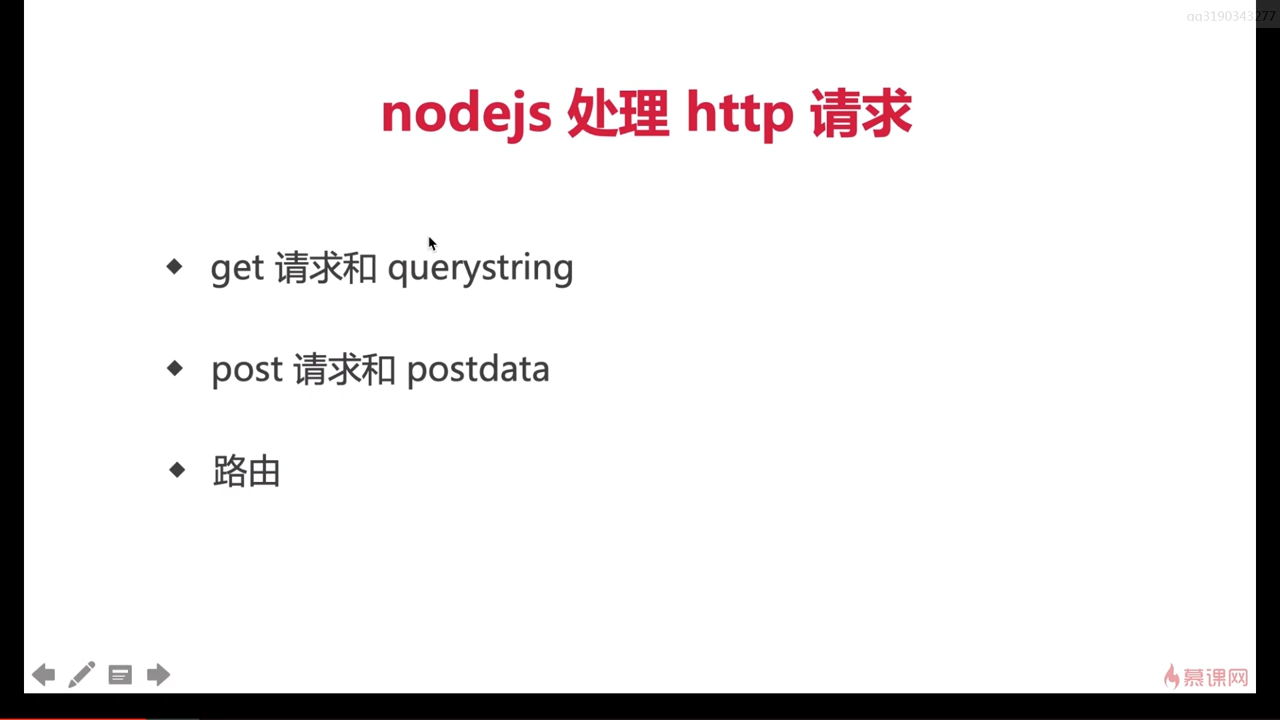 qq3190343277
nodejs 处理 http 请求
get 请求和 querystring
post 请求和 postdata
路由
慕课网